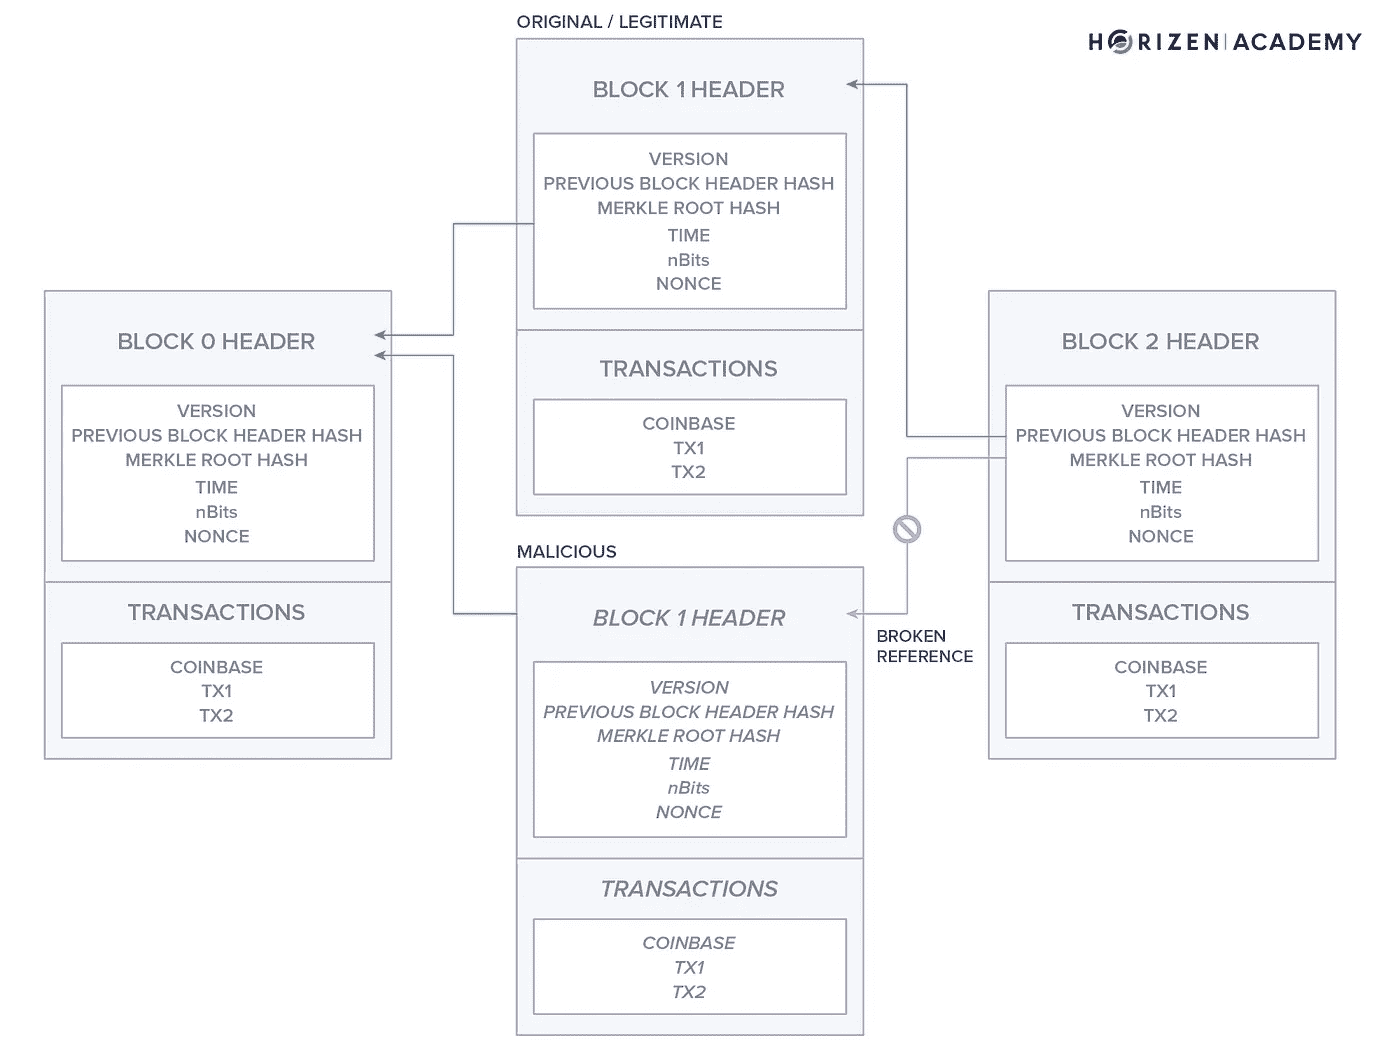 ORIGINAL / LEGITIMATE
HORIZEN | ACADEMY
BLOCK 1 HEADER
VERSION
PREVIOUS BLOCK HEADER HASH
MERKLE ROOT HASH
TIME
nBits
NONCE
TRANSACTIONS
COINBASE
TX1
TX2
BLOCK 0 HEADER
VERSION
PREVIOUS BLOCK HEADER HASH
MERKLE ROOT HASH
TIME
nBits
NONCE
TRANSACTIONS
COINBASE
TX1
TX2
BLOCK 2 HEADER
VERSION
PREVIOUS BLOCK HEADER HASH
MERKLE ROOT HASH
TIME
nBits
NONCE
TRANSACTIONS
COINBASE
TX1
TX2
MALICIOUS
BLOCK 1 HEADER
VERSION
PREVIOUS BLOCK HEADER HASH
MERKLE ROOT HASH
TIME
nBits
NONCE
TRANSACTIONS
COINBASE
TX1
TX2
BROKEN
REFERENCE